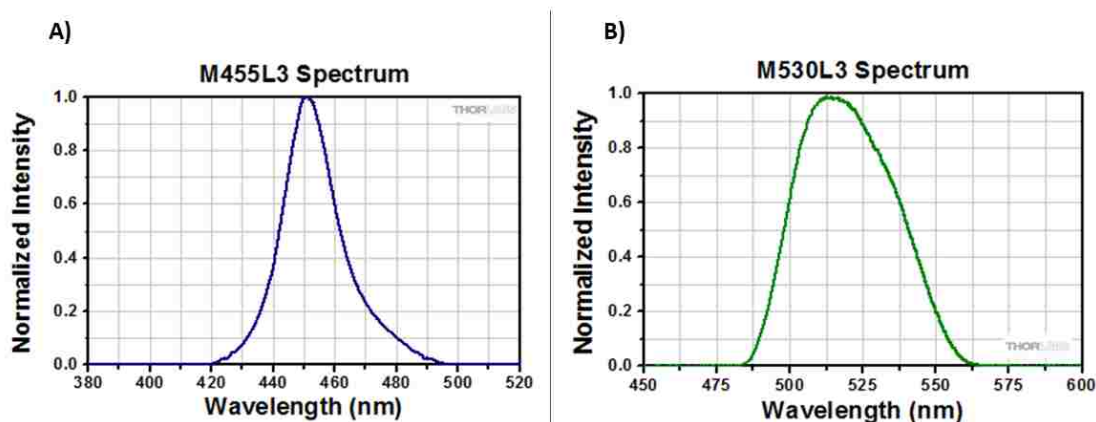 A)
M455L3 Spectrum
Normalized Intensity
1.0
0.8
0.6
0.4
0.2
0.0
THORLABS
380 400 420 440 460 480 500 520
Wavelength (nm)
B)
M530L3 Spectrum
Normalized Intensity
1.0
0.8
0.6
0.4
0.2
0.0
THORLABS
450 475 500 525 550 575 600
Wavelength (nm)